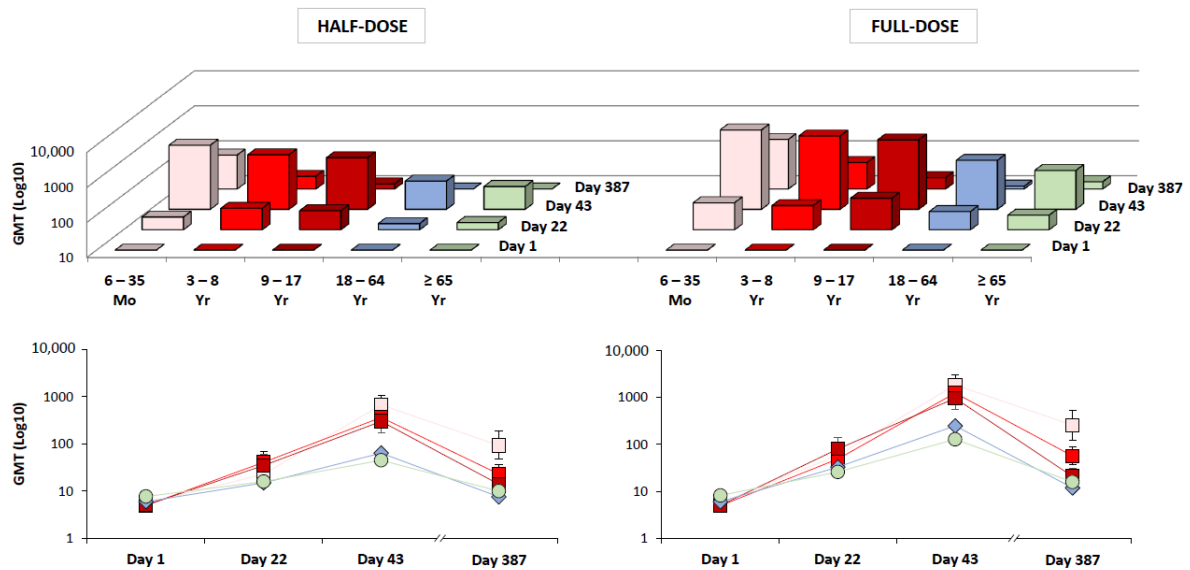 HALF-DOSE
FULL-DOSE
GMT (Log10)
10,000
1000
100
10
Day 387
Day 43
Day 22
Day 1
Day 387
Day 43
Day 22
Day 1
6 – 35 3 – 8 9 – 17 18 – 64 ≥ 65
Mo Yr Yr Yr Yr
6 – 35 3 – 8 9 – 17 18 – 64 ≥ 65
Mo Yr Yr Yr Yr
GMT (Log10)
10,000
1000
100
10
1
Day 1 Day 22 Day 43 Day 387
10,000
1000
100
10
1
Day 1 Day 22 Day 43 Day 387